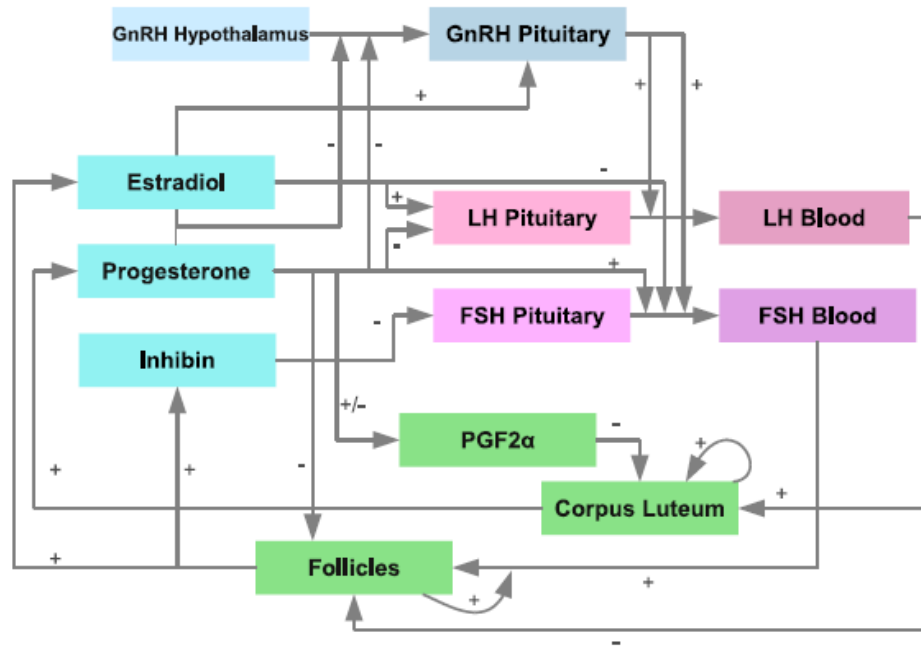 GnRH Hypothalamus
GnRH Pituitary
+
+
+
-
-
-
Estradiol
+
LH Pituitary
LH Blood
-
Progesterone
+
FSH Pituitary
FSH Blood
-
Inhibin
+/-
PGF2α
-
+
+
+
-
Corpus Luteum
+
Follicles
+
+
+
-